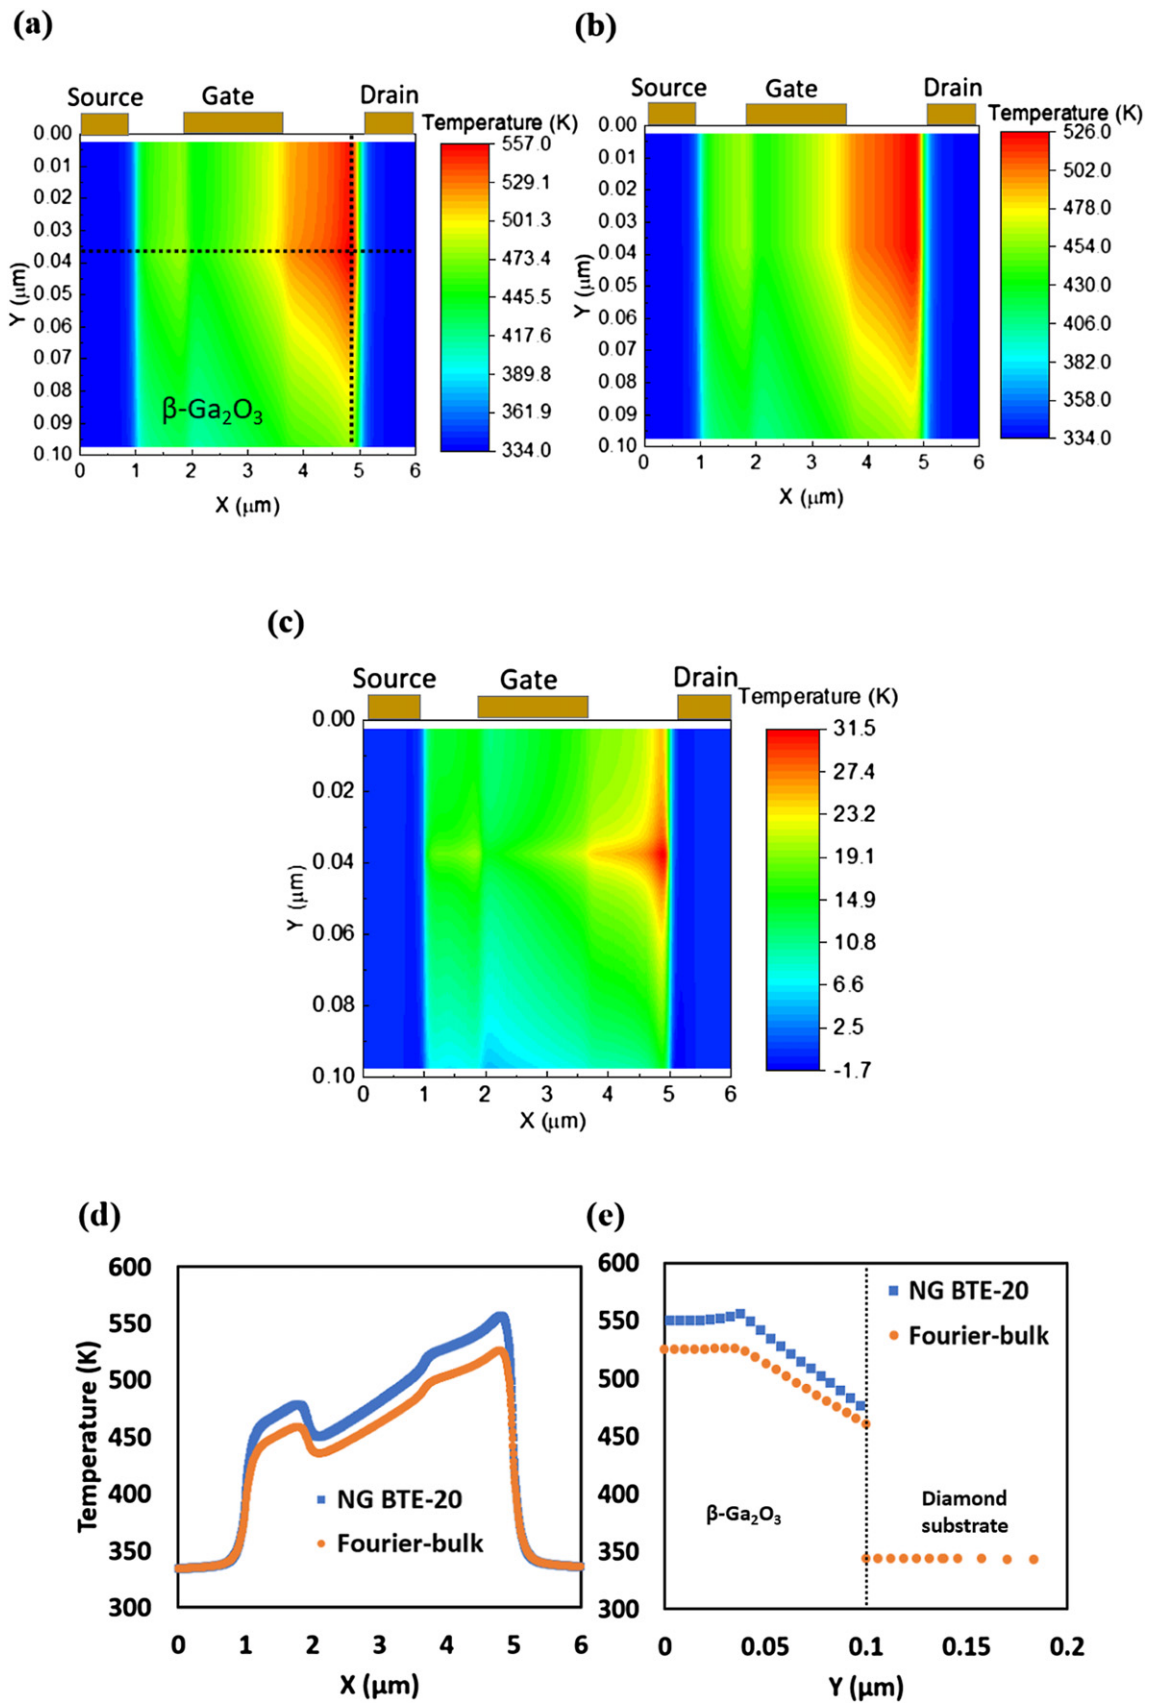 (a)
Source Gate Drain
Temperature (K)
0.00
0.01
0.02
0.03
0.04
0.05
0.06
0.07
0.08
0.09
0.10
Y (μm)
β-Ga₂O₃
0 1 2 3 4 5 6
X (μm)
557.0
529.1
501.3
473.4
445.5
417.6
389.8
361.9
334.0
(b)
Source Gate Drain
Temperature (K)
0.00
0.01
0.02
0.03
0.04
0.05
0.06
0.07
0.08
0.09
0.10
Y (μm)
0 1 2 3 4 5 6
X (μm)
526.0
502.0
478.0
454.0
430.0
406.0
382.0
358.0
334.0
(c)
Source Gate Drain
Temperature (K)
0.00
0.02
0.04
0.06
0.08
0.10
Y (μm)
0 1 2 3 4 5 6
X (μm)
31.5
27.4
23.2
19.1
14.9
10.8
6.6
2.5
-1.7
(d)
600
550
500
450
400
350
300
Temperature (K)
NG BTE-20
Fourier-bulk
0 1 2 3 4 5 6
X (μm)
(e)
600
550
500
450
400
350
300
NG BTE-20
Fourier-bulk
β-Ga₂O₃
Diamond
substrate
0 0.05 0.1 0.15 0.2
Y (μm)